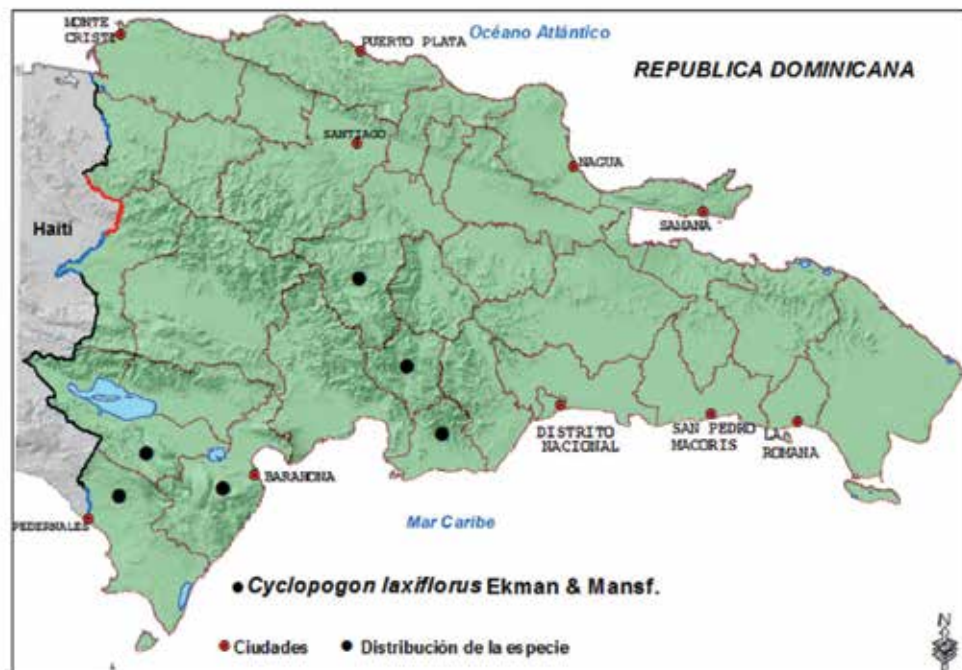 MONTE
CRISTI
PUERTO PLATA
Océano Atlántico
REPUBLICA DOMINICANA
SANTIAGO
NAGUA
SAMANA
Haití
DISTRITO
NACIONAL
SAN PEDRO
MACORIS
LA
ROMANA
BARAHONA
PEDERNALES
Mar Caribe
Cyclopogon laxiflorus Ekman & Mansf.
Ciudades
Distribución de la especie
N